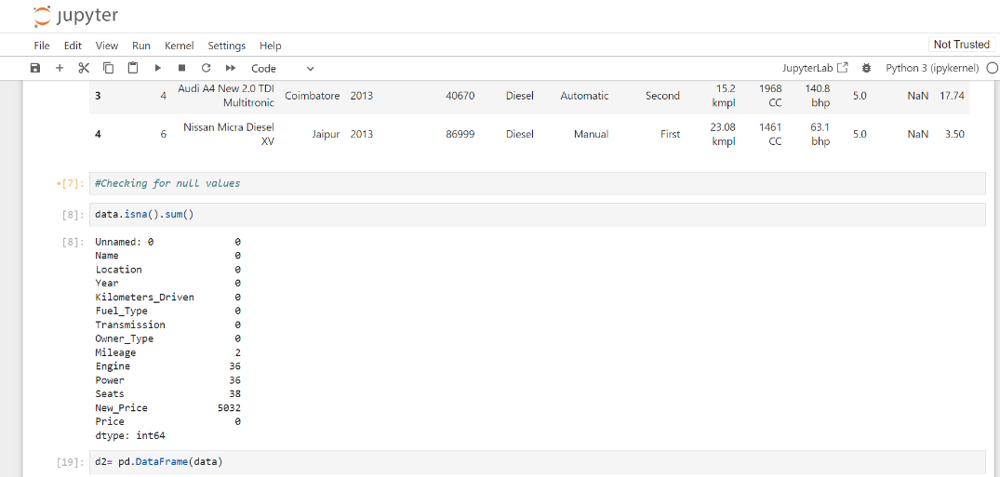 jupyter
File Edit View Run Kernel Settings Help Not Trusted
Code JupyterLab Python 3 (ipykernel)
3 4 Audi A4 New 2.0 TDI Multitronic Coimbatore 2013 40670 Diesel Automatic Second 15.2 kmpl 1968 CC 140.8 bhp 5.0 NaN 17.74
4 6 Nissan Micra Diesel XV Jaipur 2013 86999 Diesel Manual First 23.08 kmpl 1461 CC 63.1 bhp 5.0 NaN 3.50
*[7]: #Checking for null values
[8]: data.isna().sum()
[8]: Unnamed: 0 0
Name 0
Location 0
Year 0
Kilometers_Driven 0
Fuel_Type 0
Transmission 0
Owner_Type 0
Mileage 2
Engine 36
Power 36
Seats 38
New_Price 5032
Price 0
dtype: int64
[19]: d2= pd.DataFrame(data)